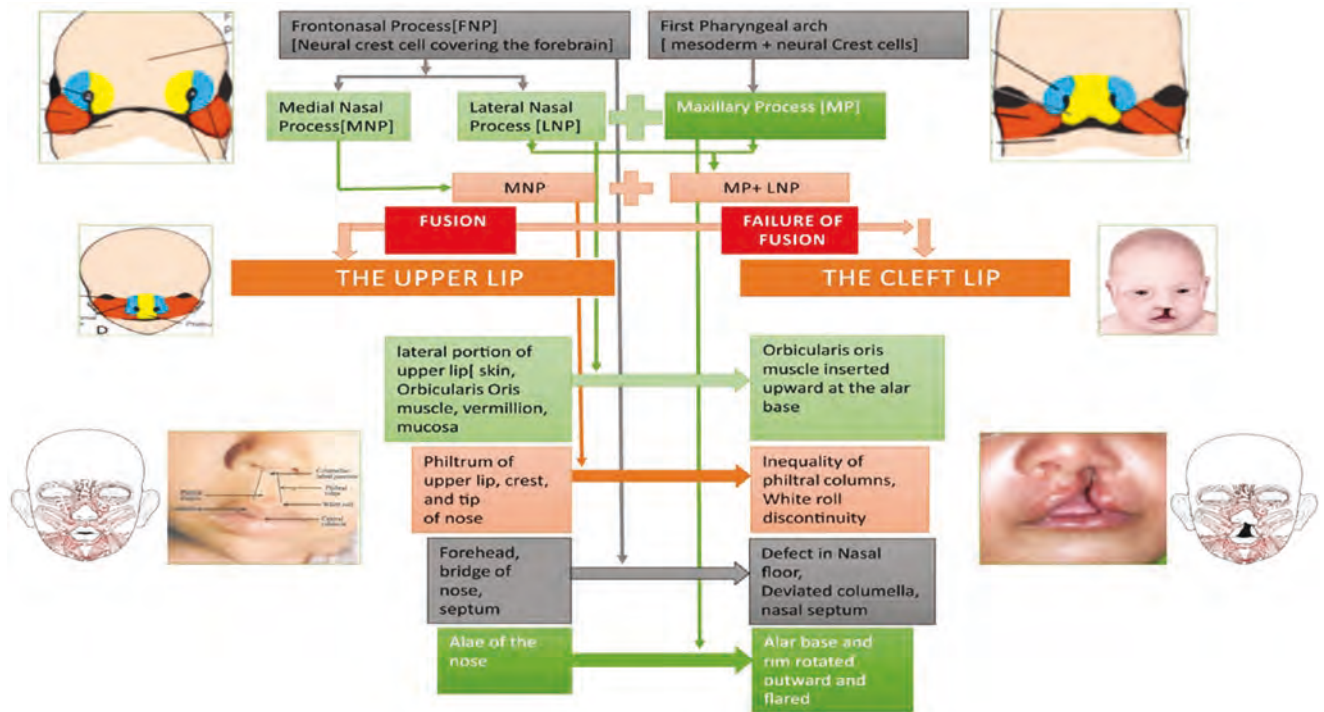 F
P
Frontonasal Process[FNP]
[Neural crest cell covering the forebrain]
First Pharyngeal arch
[ mesoderm + neural Crest cells]
Medial Nasal
Process[MNP]
Lateral Nasal
Process [LNP]
Maxillary Process [MP]
MNP
MP+ LNP
FUSION
FAILURE OF
FUSION
THE UPPER LIP
THE CLEFT LIP
D
lateral portion of
upper lip[ skin,
Orbicularis Oris
muscle, vermillion,
mucosa
Orbicularis oris
muscle inserted
upward at the alar
base
Philtrum of
upper lip, crest,
and tip
of nose
Inequality of
philtral columns,
White roll
discontinuity
Forehead,
bridge of
nose,
septum
Defect in Nasal
floor,
Deviated columella,
nasal septum
Alae of the
nose
Alar base and
rim rotated
outward and
flared
White roll